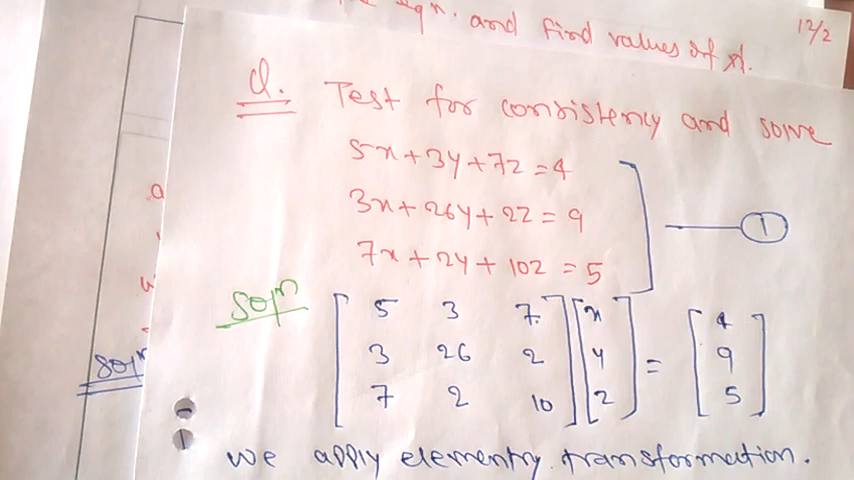 and find values of x.
12/2
Q. Test for consistency and solve
5x+3y+7z=4
3x+26y+2z=9
7x+2y+10z=5
1
Soln
5 3 7 x 4
3 26 2 y = 9
7 2 10 z 5
Soln
we apply elementry transformation.